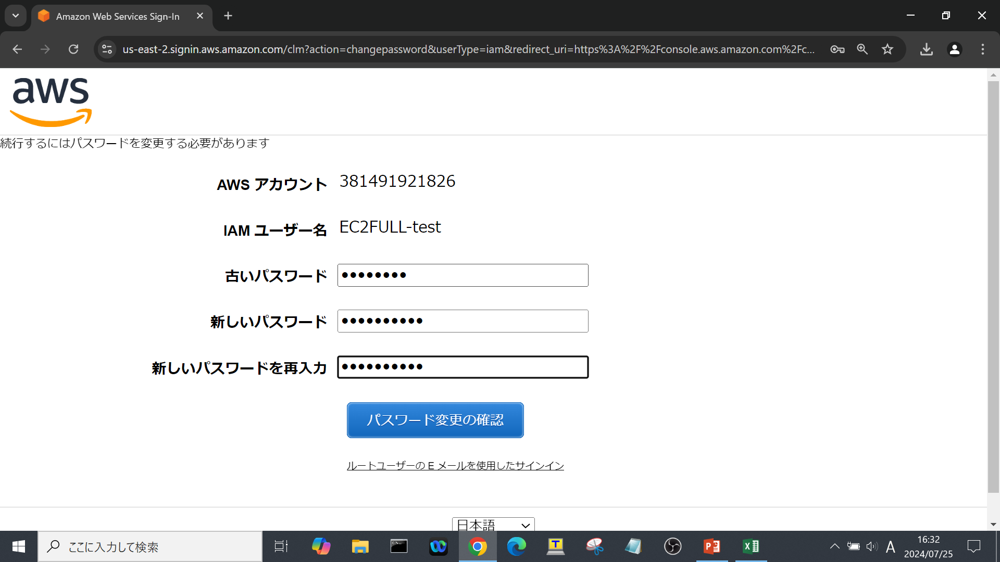 Amazon Web Services Sign-In
us-east-2.signin.aws.amazon.com/clm?action=changepassword&userType=iam&redirect_uri=https%3A%2F%2Fconsole.aws.amazon.com%2Fc...
aws
続行するにはパスワードを変更する必要があります
AWS アカウント 381491921826
IAM ユーザー名 EC2FULL-test
古いパスワード ••••••••
新しいパスワード ••••••••••
新しいパスワードを再入力 ••••••••••
パスワード変更の確認
ルートユーザーの E メールを使用したサインイン
日本語
ここに入力して検索
A
16:32
2024/07/25